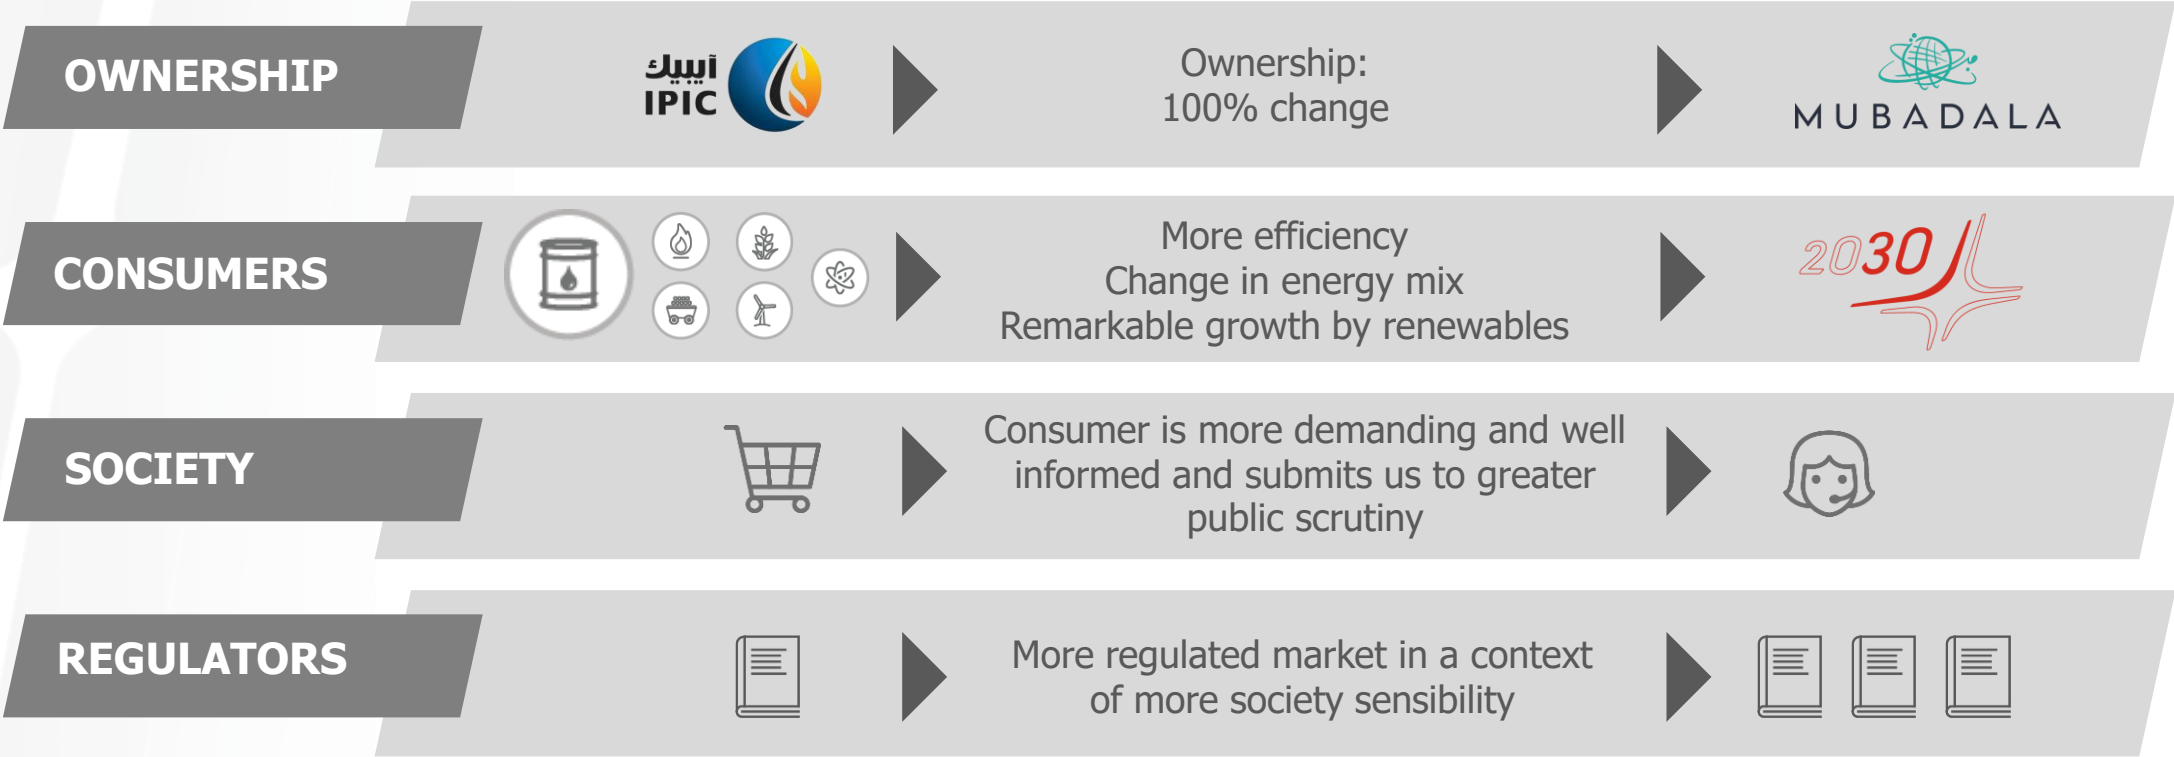 OWNERSHIP
آيبيك
IPIC
Ownership:
100% change
MUBADALA
CONSUMERS
More efficiency
Change in energy mix
Remarkable growth by renewables
2030
SOCIETY
Consumer is more demanding and well
informed and submits us to greater
public scrutiny
REGULATORS
More regulated market in a context
of more society sensibility